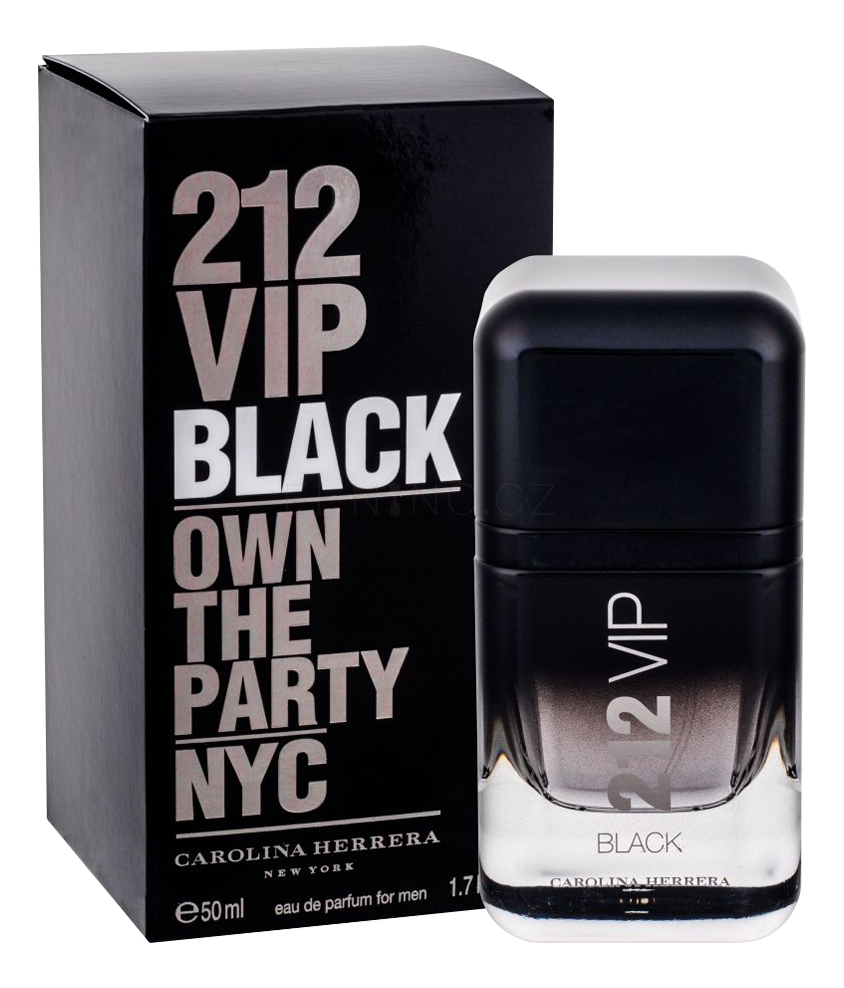 212
VIP
BLACK
OWN
THE
PARTY
NYC
CAROLINA HERRERA
NEW YORK
℮50 ml
eau de parfum for men
1.7
212 VIP
BLACK
CAROLINA HERRERA